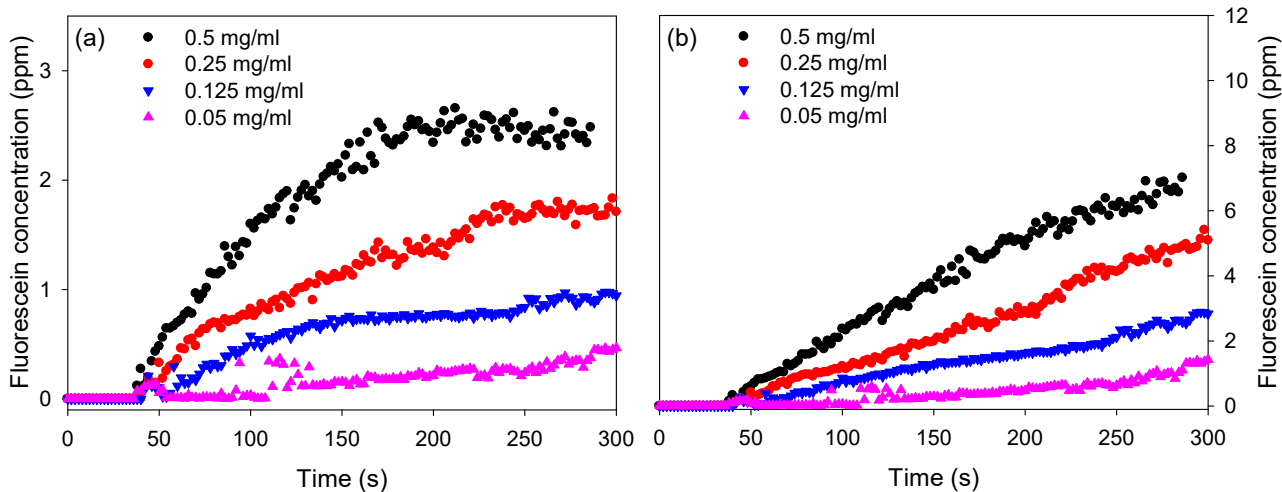 (a)
0.5 mg/ml
0.25 mg/ml
0.125 mg/ml
0.05 mg/ml
Fluorescein concentration (ppm)
3
2
1
0
0 50 100 150 200 250 300
Time (s)
(b)
0.5 mg/ml
0.25 mg/ml
0.125 mg/ml
0.05 mg/ml
12
10
8
6
4
2
0
Fluorescein concentration (ppm)
0 50 100 150 200 250 300
Time (s)